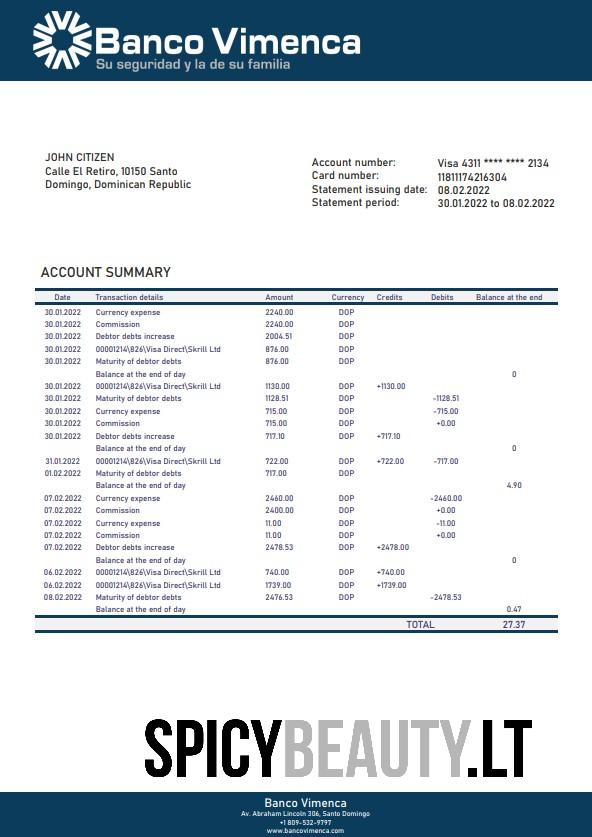 Banco Vimenca
Su seguridad y la de su familia
JOHN CITIZEN
Calle El Retiro, 10150 Santo
Domingo, Dominican Republic
Account number: Visa 4311 **** **** 2134
Card number: 11811174216304
Statement issuing date: 08.02.2022
Statement period: 30.01.2022 to 08.02.2022
ACCOUNT SUMMARY
Date Transaction details Amount Currency Credits Debits Balance at the end
30.01.2022 Currency expense 2240.00 DOP
30.01.2022 Commission 2240.00 DOP
30.01.2022 Debtor debts increase 2004.51 DOP
30.01.2022 00001214\826\Visa Direct\Skrill Ltd 876.00 DOP
30.01.2022 Maturity of debtor debts 876.00 DOP
Balance at the end of day 0
30.01.2022 00001214\826\Visa Direct\Skrill Ltd 1130.00 DOP +1130.00
30.01.2022 Maturity of debtor debts 1128.51 DOP -1128.51
30.01.2022 Currency expense 715.00 DOP -715.00
30.01.2022 Commission 715.00 DOP +0.00
30.01.2022 Debtor debts increase 717.10 DOP +717.10
Balance at the end of day 0
31.01.2022 00001214\826\Visa Direct\Skrill Ltd 722.00 DOP +722.00 -717.00
01.02.2022 Maturity of debtor debts 717.00 DOP
Balance at the end of day 4.90
07.02.2022 Currency expense 2460.00 DOP -2460.00
07.02.2022 Commission 2400.00 DOP +0.00
07.02.2022 Currency expense 11.00 DOP -11.00
07.02.2022 Commission 11.00 DOP +0.00
07.02.2022 Debtor debts increase 2478.53 DOP +2478.00
Balance at the end of day 0
06.02.2022 00001214\826\Visa Direct\Skrill Ltd 740.00 DOP +740.00
06.02.2022 00001214\826\Visa Direct\Skrill Ltd 1739.00 DOP +1739.00
08.02.2022 Maturity of debtor debts 2476.53 DOP -2478.53
Balance at the end of day 0.47
TOTAL 27.37
SPICYBEAUTY.LT
Banco Vimenca
Av. Abraham Lincoln 306, Santo Domingo
+1 809-532-9797
www.bancovimenca.com